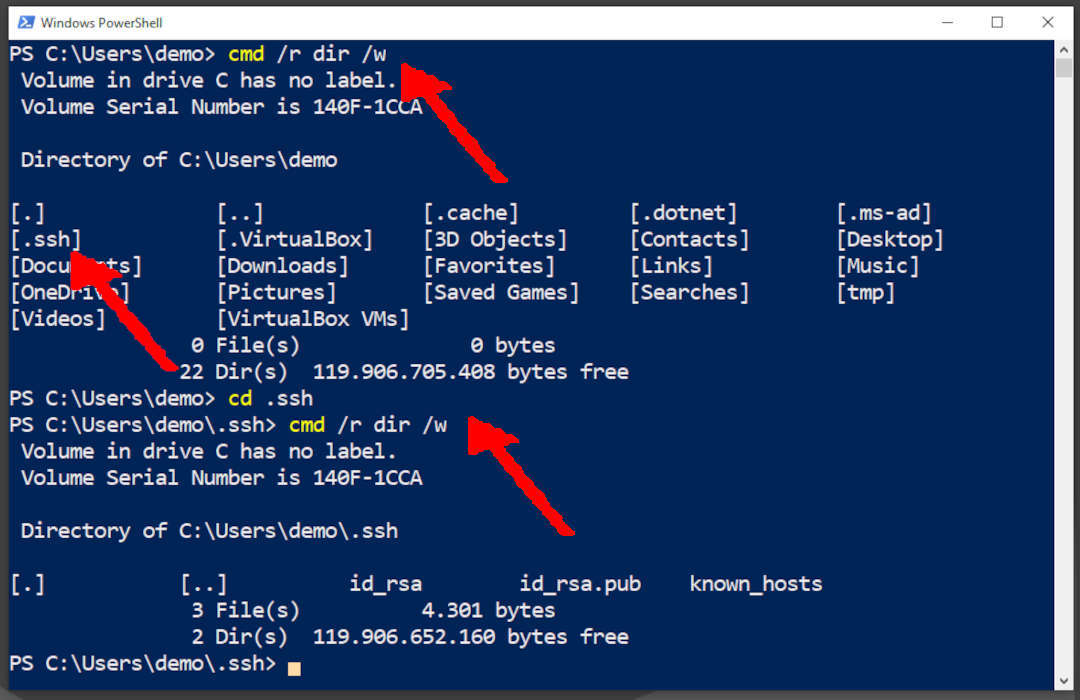 Windows PowerShell
PS C:\Users\demo> cmd /r dir /w
 Volume in drive C has no label.
 Volume Serial Number is 140F-1CCA
 Directory of C:\Users\demo
[.] [..] [.cache] [.dotnet] [.ms-ad]
[.ssh] [.VirtualBox] [3D Objects] [Contacts] [Desktop]
[Documents] [Downloads] [Favorites] [Links] [Music]
[OneDrive] [Pictures] [Saved Games] [Searches] [tmp]
[Videos] [VirtualBox VMs]
0 File(s) 0 bytes
22 Dir(s) 119.906.705.408 bytes free
PS C:\Users\demo> cd .ssh
PS C:\Users\demo\.ssh> cmd /r dir /w
 Volume in drive C has no label.
 Volume Serial Number is 140F-1CCA
 Directory of C:\Users\demo\.ssh
[.] [..] id_rsa id_rsa.pub known_hosts
3 File(s) 4.301 bytes
2 Dir(s) 119.906.652.160 bytes free
PS C:\Users\demo\.ssh>